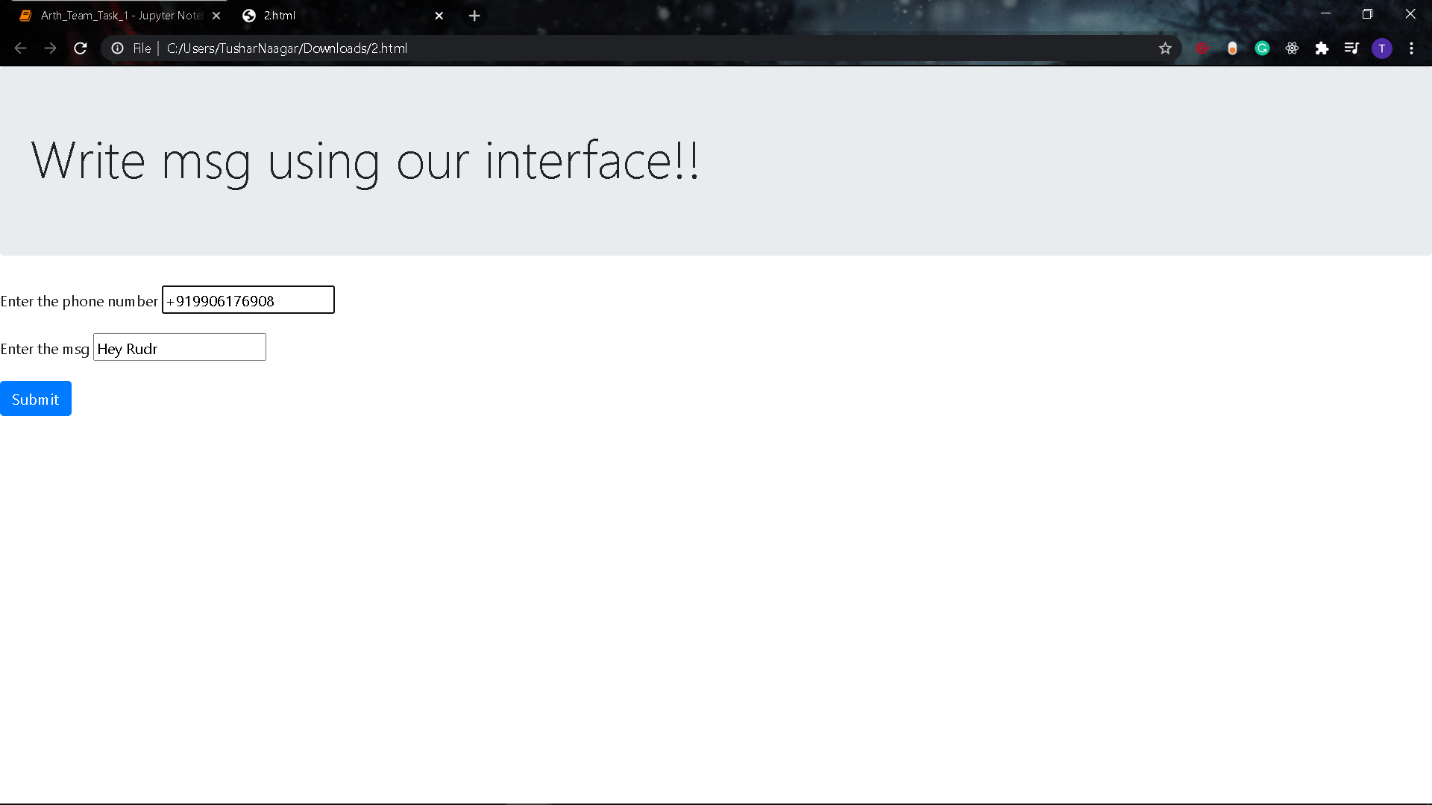 Arth_Team_Task_1 - Jupyter Note
2.html
File | C:/Users/TusharNaagar/Downloads/2.html
T
Write msg using our interface!!
Enter the phone number +919906176908
Enter the msg Hey Rudr
Submit